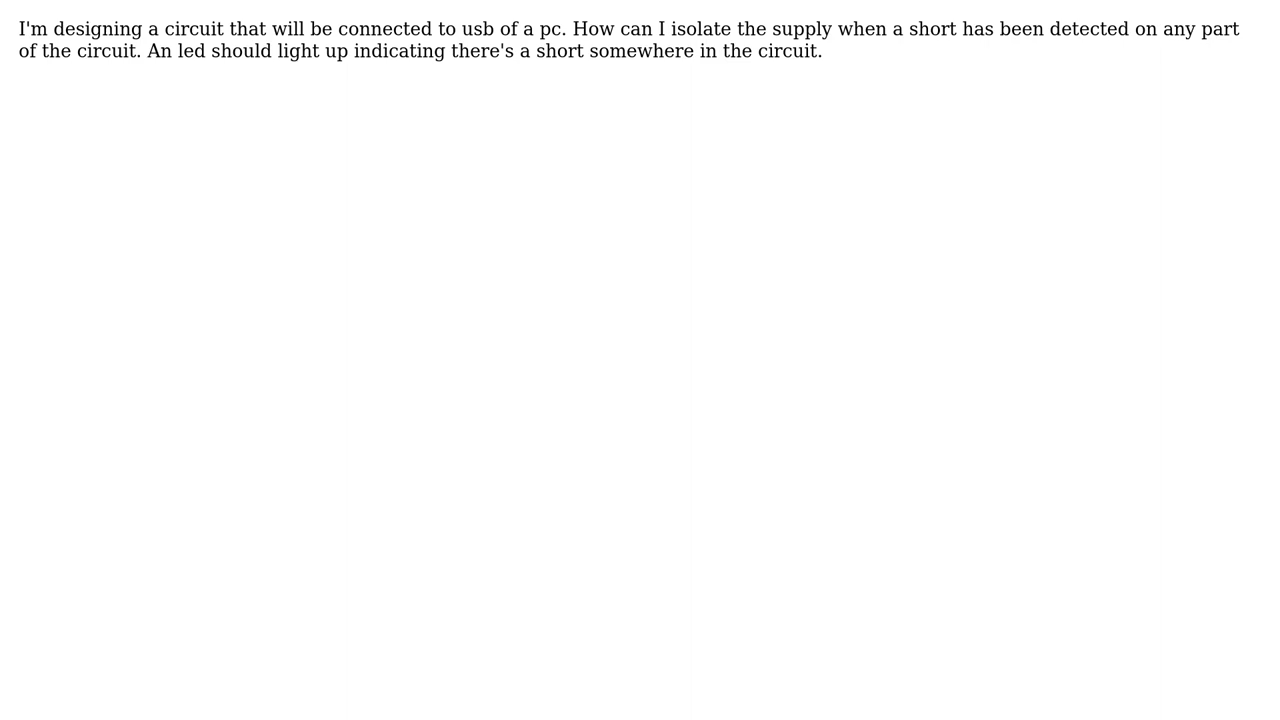 I'm designing a circuit that will be connected to usb of a pc. How can I isolate the supply when a short has been detected on any part
of the circuit. An led should light up indicating there's a short somewhere in the circuit.